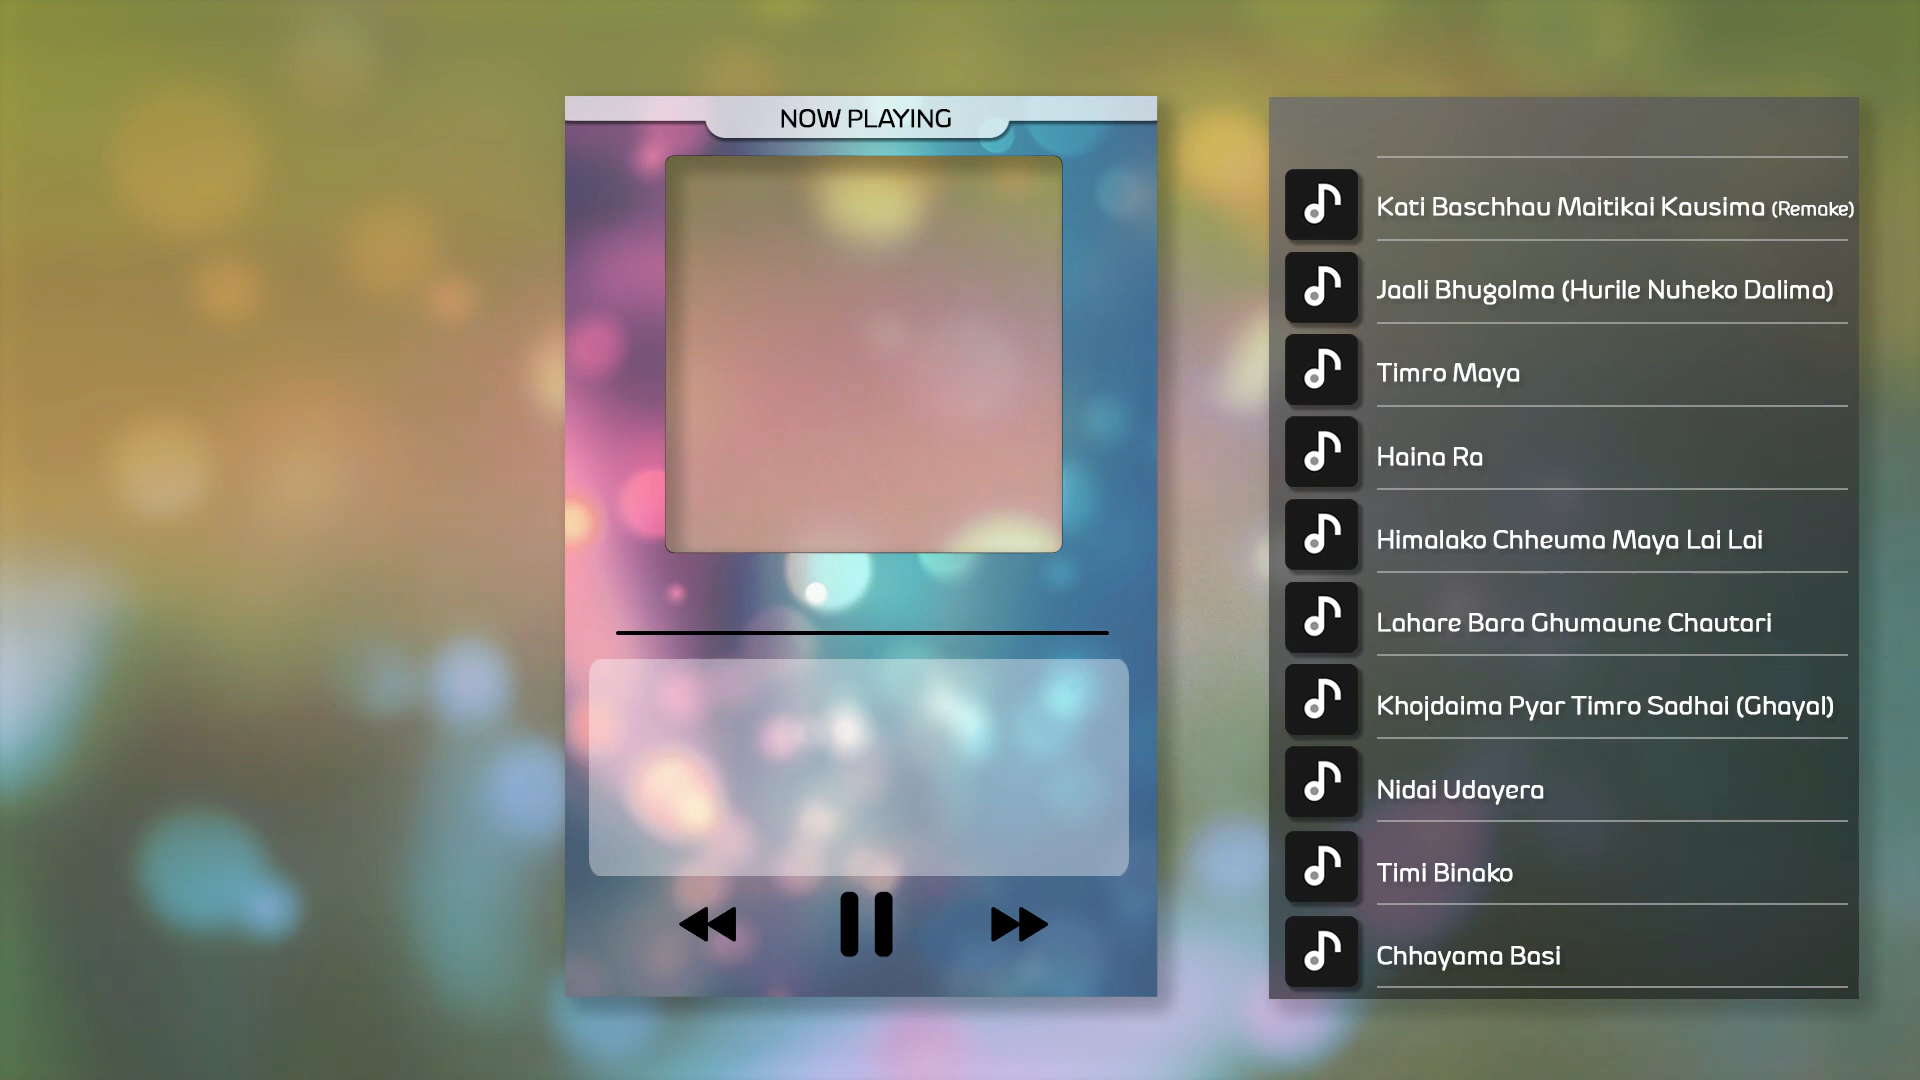 NOW PLAYING
Kati Baschhau Maitikai Kausima (Remake)
Jaali Bhugolma (Hurile Nuheko Dalima)
Timro Maya
Haina Ra
Himalako Chheuma Maya Lai Lai
Lahare Bara Ghumaune Chautari
Khojdaima Pyar Timro Sadhai (Ghayal)
Nidai Udayera
Timi Binako
Chhayama Basi